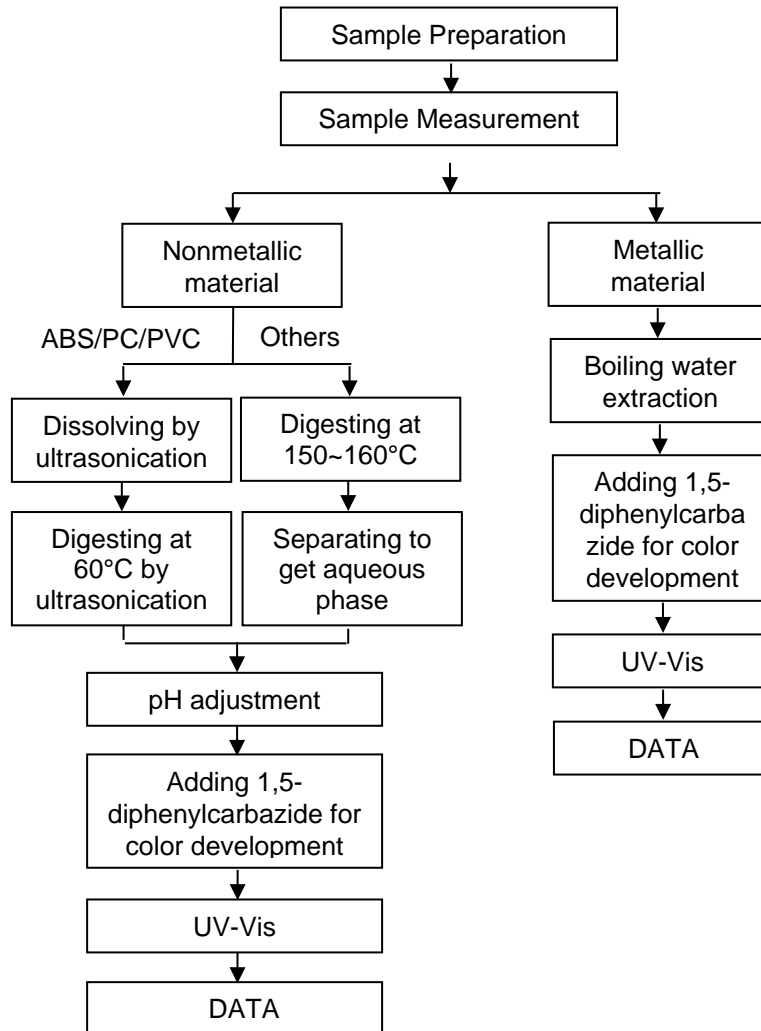 Sample Preparation
Sample Measurement
Nonmetallic
material
Metallic
material
ABS/PC/PVC
Others
Boiling water
extraction
Dissolving by
ultrasonication
Digesting at
150~160°C
Adding 1,5-
diphenylcarba
zide for color
development
Digesting at
60°C by
ultrasonication
Separating to
get aqueous
phase
UV-Vis
pH adjustment
DATA
Adding 1,5-
diphenylcarbazide for
color development
UV-Vis
DATA